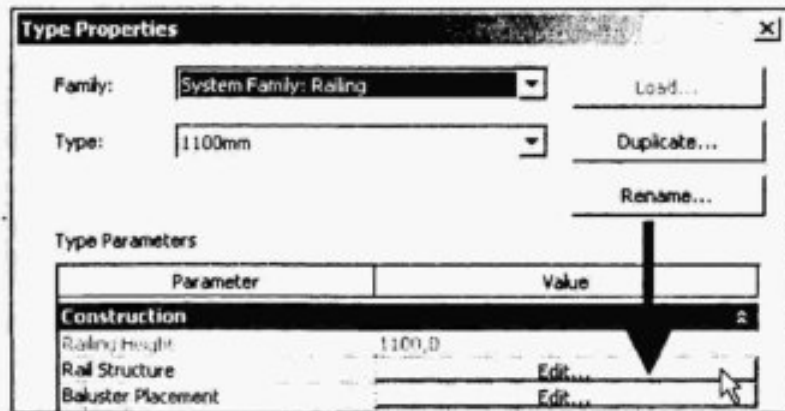 Type Properties
Family: System Family: Railing Load...
Type: 1100mm Duplicate...
Rename...
Type Parameters
Parameter Value
Construction
Railing Height 1100,0
Rail Structure Edit...
Baluster Placement Edit...